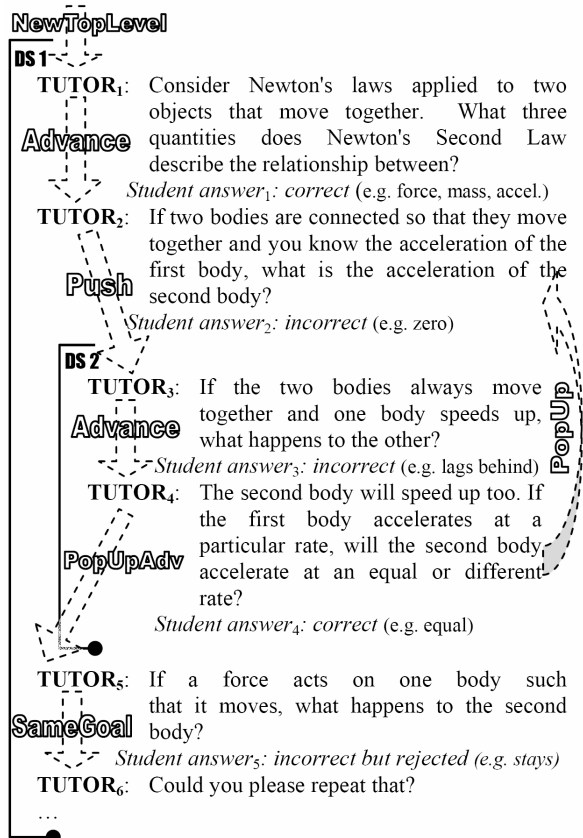 NewTopLevel
DS 1
TUTOR1: Consider Newton's laws applied to two
objects that move together. What three
Advance quantities does Newton's Second Law
describe the relationship between?
Student answer1: correct (e.g. force, mass, accel.)
TUTOR2: If two bodies are connected so that they move
together and you know the acceleration of the
first body, what is the acceleration of the
Push second body?
Student answer2: incorrect (e.g. zero)
DS 2
TUTOR3: If the two bodies always move
together and one body speeds up,
Advance what happens to the other?
PopUp
Student answer3: incorrect (e.g. lags behind)
TUTOR4: The second body will speed up too. If
the first body accelerates at a
particular rate, will the second body
PopUpAdv accelerate at an equal or different
rate?
Student answer4: correct (e.g. equal)
TUTOR5: If a force acts on one body such
that it moves, what happens to the second
SameGoal body?
Student answer5: incorrect but rejected (e.g. stays)
TUTOR6: Could you please repeat that?
...